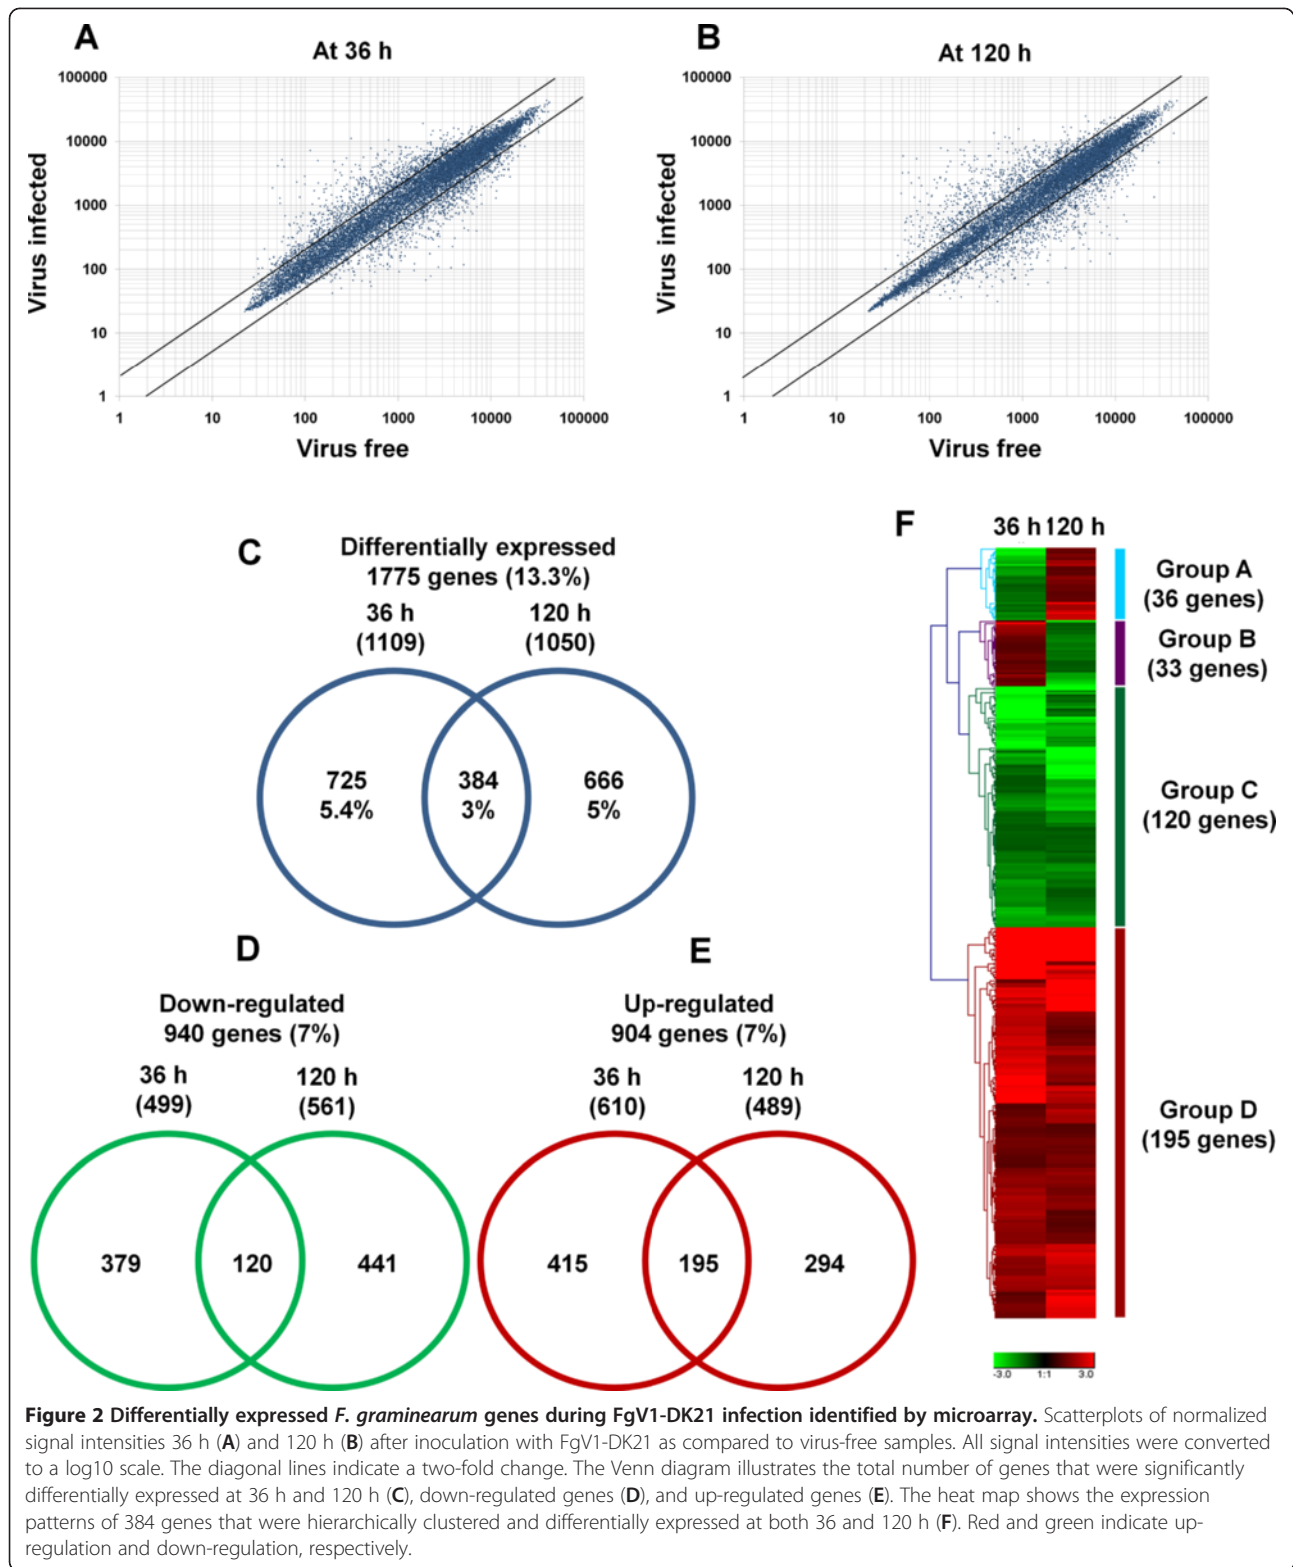 A
At 36 h
100000
10000
1000
100
10
1
Virus infected
1 10 100 1000 10000 100000
Virus free
B
At 120 h
100000
10000
1000
100
10
1
Virus infected
1 10 100 1000 10000 100000
Virus free
C
Differentially expressed
1775 genes (13.3%)
36 h 120 h
(1109) (1050)
725 384 666
5.4% 3% 5%
D
Down-regulated
940 genes (7%)
36 h 120 h
(499) (561)
379 120 441
E
Up-regulated
904 genes (7%)
36 h 120 h
(610) (489)
415 195 294
F
36 h 120 h
Group A
(36 genes)
Group B
(33 genes)
Group C
(120 genes)
Group D
(195 genes)
-3.0 1:1 3.0
Figure 2 Differentially expressed F. graminearum genes during FgV1-DK21 infection identified by microarray. Scatterplots of normalized
signal intensities 36 h (A) and 120 h (B) after inoculation with FgV1-DK21 as compared to virus-free samples. All signal intensities were converted
to a log10 scale. The diagonal lines indicate a two-fold change. The Venn diagram illustrates the total number of genes that were significantly
differentially expressed at 36 h and 120 h (C), down-regulated genes (D), and up-regulated genes (E). The heat map shows the expression
patterns of 384 genes that were hierarchically clustered and differentially expressed at both 36 and 120 h (F). Red and green indicate up-
regulation and down-regulation, respectively.